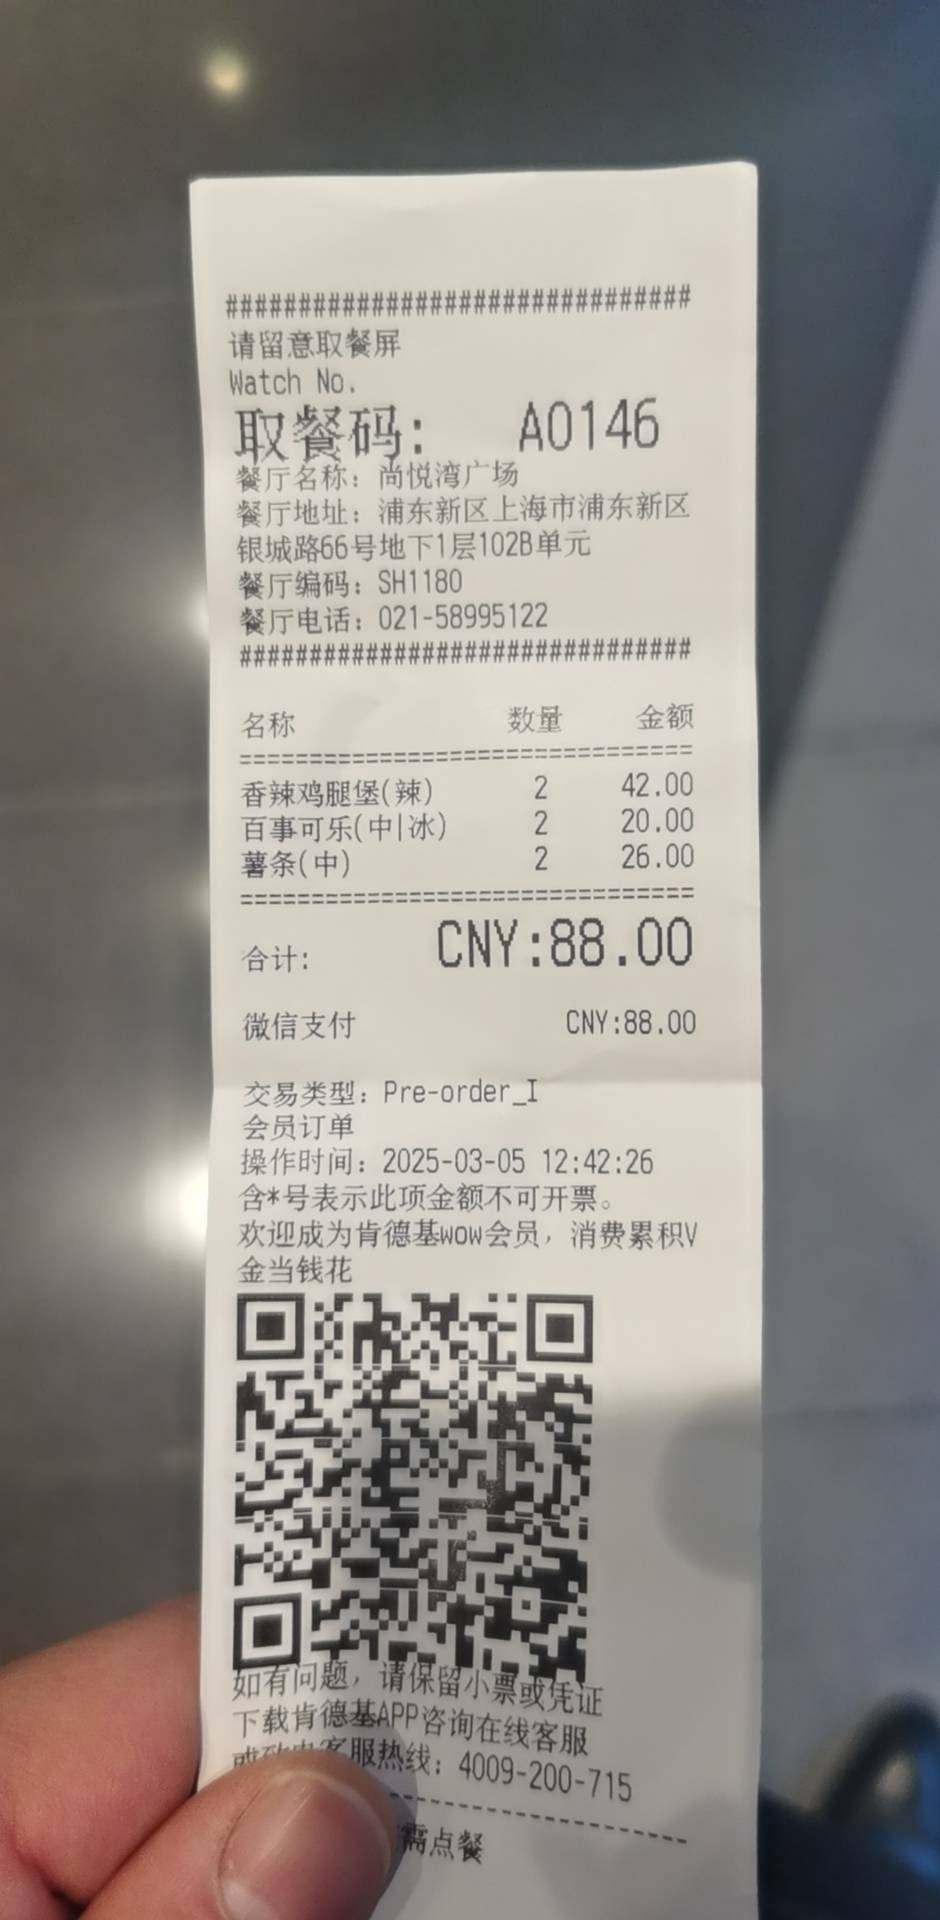 ################################
请留意取餐屏
Watch No.
取餐码： A0146
餐厅名称：尚悦湾广场
餐厅地址：浦东新区上海市浦东新区
银城路66号地下1层102B单元
餐厅编码：SH1180
餐厅电话：021-58995122
################################
名称 数量 金额
================================
香辣鸡腿堡(辣) 2 42.00
百事可乐(中|冰) 2 20.00
薯条(中) 2 26.00
================================
合计: CNY:88.00
微信支付 CNY:88.00
交易类型：Pre-order_I
会员订单
操作时间：2025-03-05 12:42:26
含*号表示此项金额不可开票。
欢迎成为肯德基wow会员，消费累积V
金当钱花
如有问题，请保留小票或凭证
下载肯德基APP咨询在线客服
客服热线：4009-200-715
需点餐